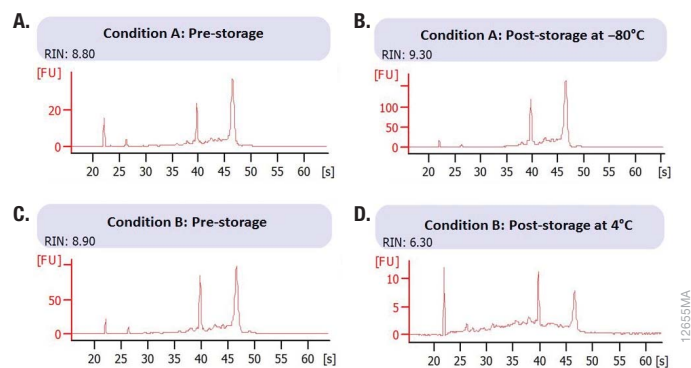 A.
Condition A: Pre-storage
RIN: 8.80
[FU]
20
0
20 25 30 35 40 45 50 55 60 [s]
B.
Condition A: Post-storage at –80°C
RIN: 9.30
[FU]
100
50
0
20 25 30 35 40 45 50 55 60 [s]
C.
Condition B: Pre-storage
RIN: 8.90
[FU]
50
0
20 25 30 35 40 45 50 55 60 [s]
D.
Condition B: Post-storage at 4°C
RIN: 6.30
[FU]
10
5
0
20 25 30 35 40 45 50 55 60 [s]
12655MA